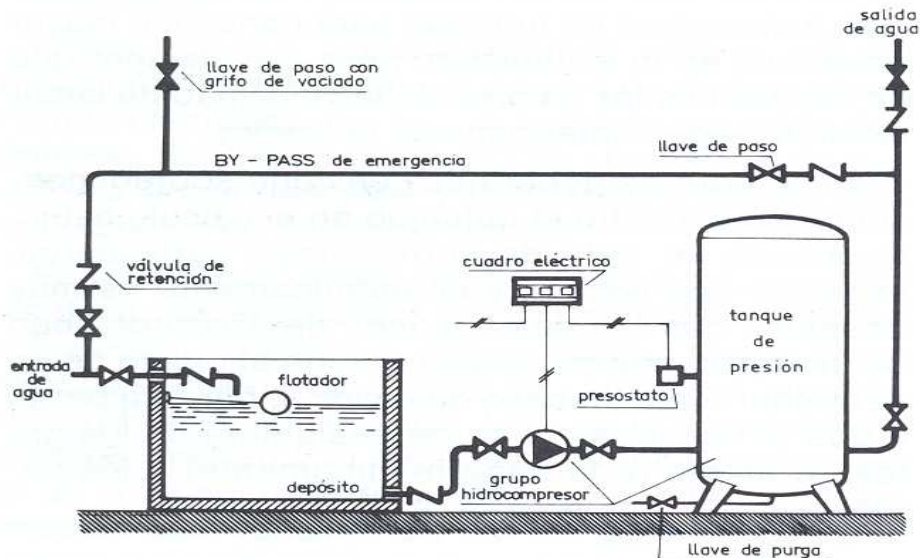 salida
de agua
llave de paso con
grifo de vaciado
BY - PASS de emergencia
llave de paso
válvula de
retención
cuadro eléctrico
tanque
de
presión
entrada
de
agua
flotador
presostato
depósito
grupo
hidrocompresor
llave de purga